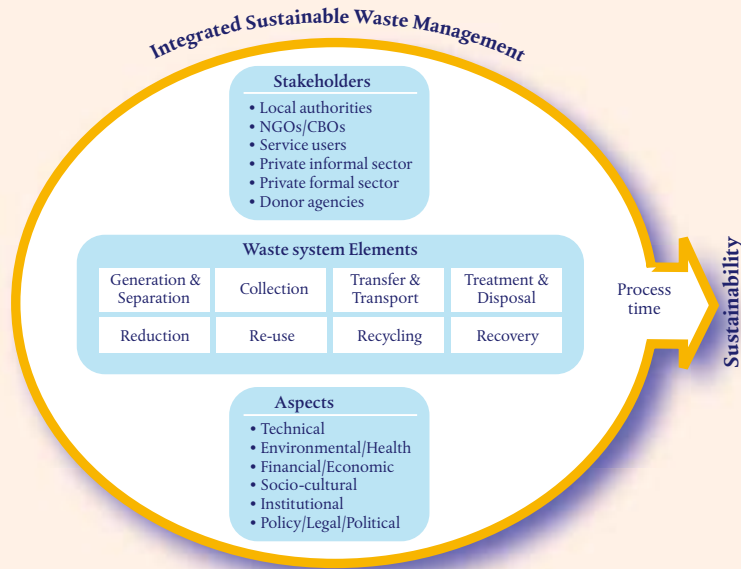 Integrated Sustainable Waste Management
Stakeholders
• Local authorities
• NGOs/CBOs
• Service users
• Private informal sector
• Private formal sector
• Donor agencies
Waste system Elements
Generation &
Separation
Collection
Transfer &
Transport
Treatment &
Disposal
Reduction
Re-use
Recycling
Recovery
Process
time
Sustainability
Aspects
• Technical
• Environmental/Health
• Financial/Economic
• Socio-cultural
• Institutional
• Policy/Legal/Political